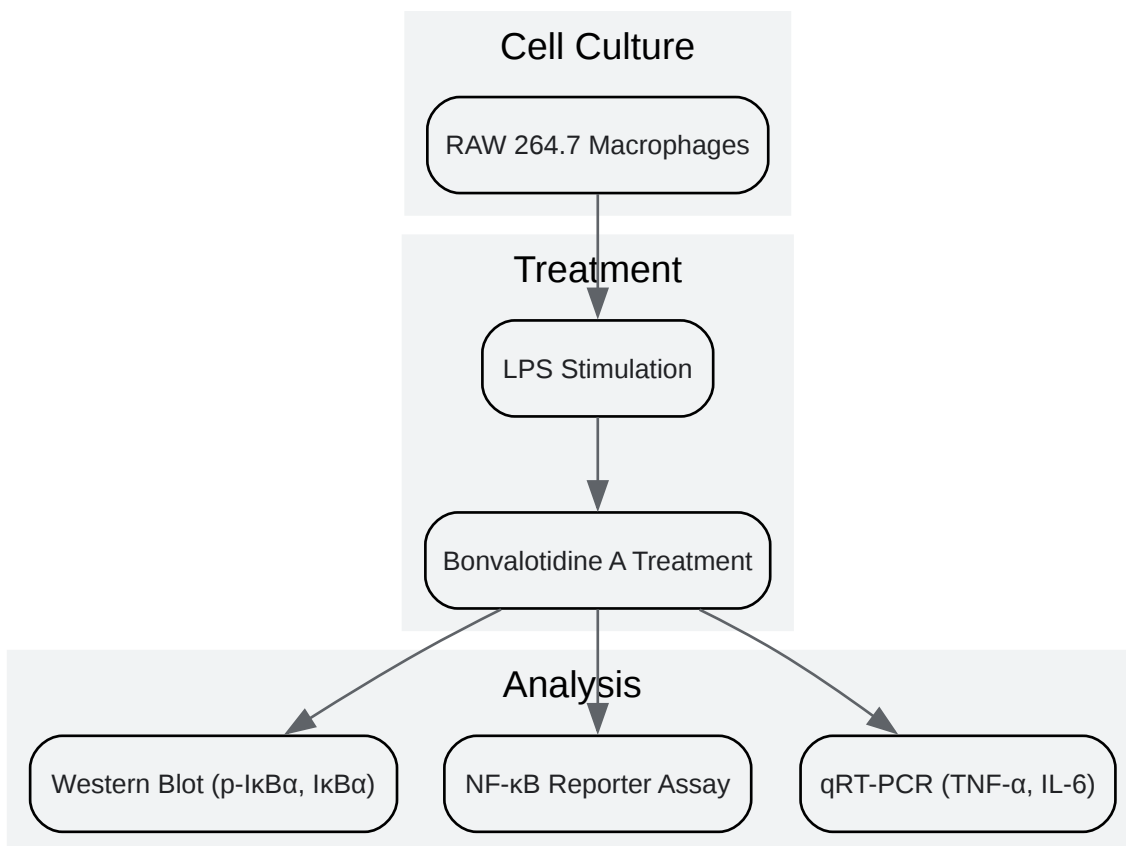 Cell Culture
RAW 264.7 Macrophages
Treatment
LPS Stimulation
Bonvalotidine A Treatment
Analysis
Western Blot (p-IκBα, IκBα)
NF-κB Reporter Assay
qRT-PCR (TNF-α, IL-6)